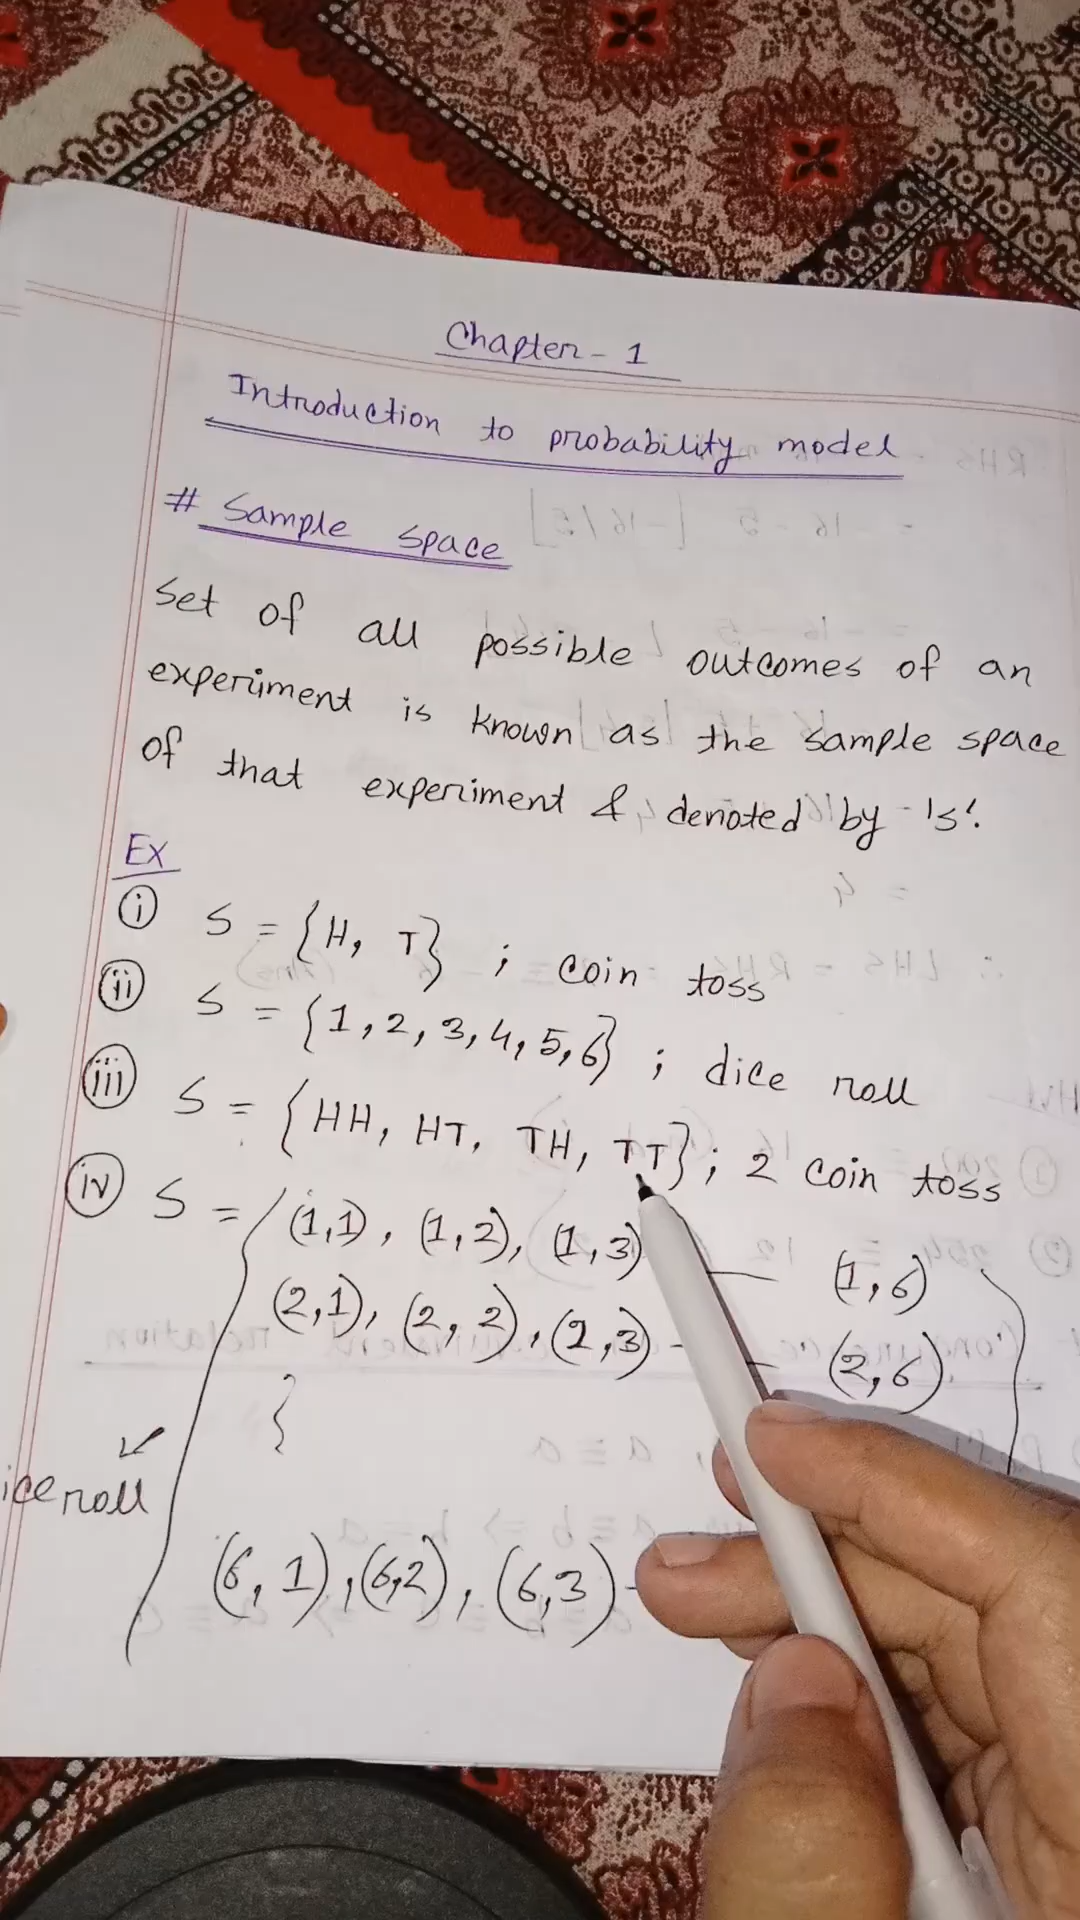 Chapter - 1
Introduction to probability model
# Sample space
Set of all possible outcomes of an
experiment is known as the sample space
of that experiment & denoted by 's'.
Ex
(i) S = {H, T} ; coin toss
(ii) S = {1, 2, 3, 4, 5, 6} ; dice roll
(iii) S = {HH, HT, TH, TT} ; 2 coin toss
(iv) S = (1,1), (1,2), (1,3) — (1,6)
(2,1), (2,2), (2,3) - — (2,6)
roll
(6,1), (6,2), (6,3) -